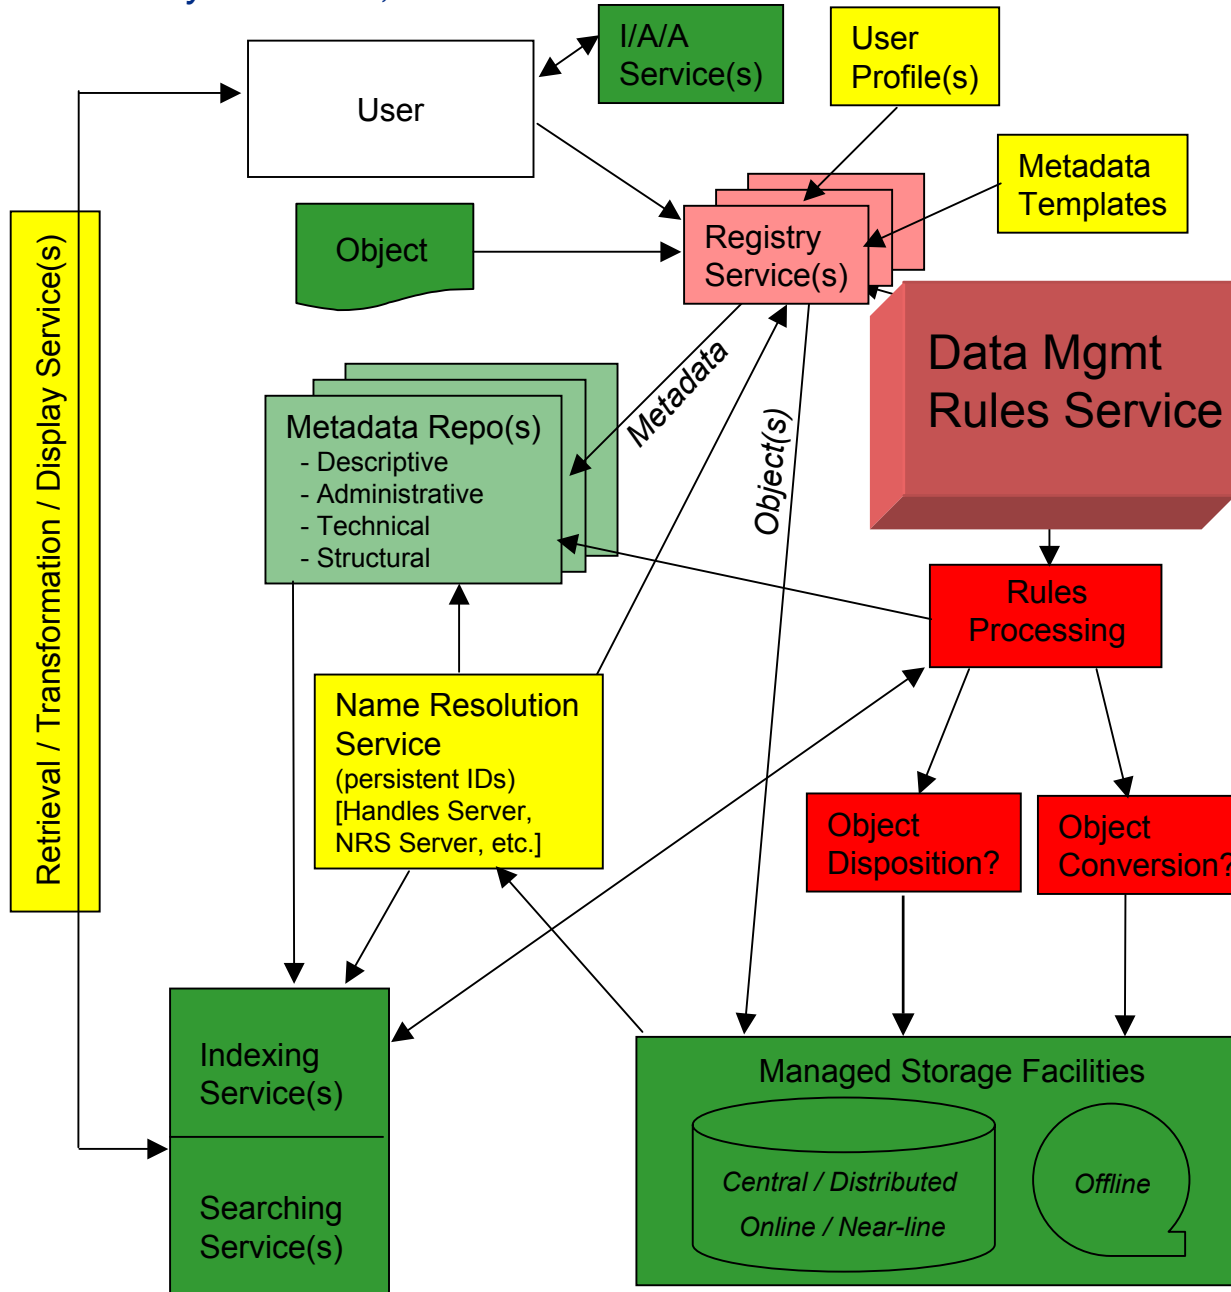 I/A/A
Service(s)
User
Profile(s)
User
Metadata
Templates
Object
Registry
Service(s)
Retrieval / Transformation / Display Service(s)
Data Mgmt
Rules Service
Metadata
Object(s)
Metadata Repo(s)
- Descriptive
- Administrative
- Technical
- Structural
Rules
Processing
Name Resolution
Service
(persistent IDs)
[Handles Server,
NRS Server, etc.]
Object
Disposition?
Object
Conversion?
Indexing
Service(s)
Searching
Service(s)
Managed Storage Facilities
Central / Distributed
Online / Near-line
Offline